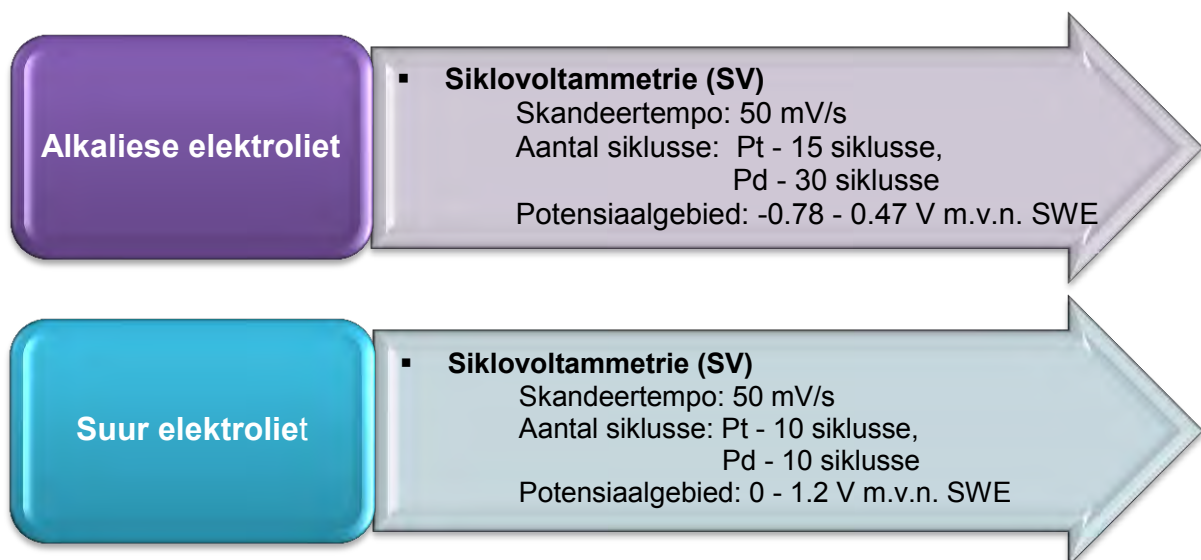 Alkaliese elektroliet
▪ Siklovoltammetrie (SV)
Skandeertempo: 50 mV/s
Aantal siklusse: Pt - 15 siklusse,
Pd - 30 siklusse
Potensiaalgebied: -0.78 - 0.47 V m.v.n. SWE
Suur elektroliet
▪ Siklovoltammetrie (SV)
Skandeertempo: 50 mV/s
Aantal siklusse: Pt - 10 siklusse,
Pd - 10 siklusse
Potensiaalgebied: 0 - 1.2 V m.v.n. SWE